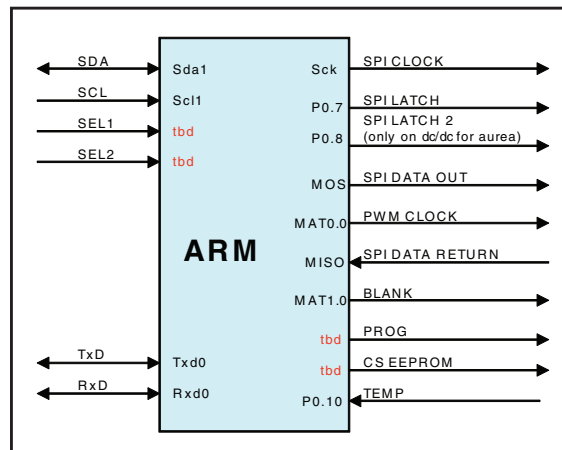 SDA Sda1 Sck SPI CLOCK
SCL Scl1 P0.7 SPI LATCH
SEL1 tbd P0.8 SPI LATCH 2
(only on dc/dc for aurea)
SEL2 tbd
MOS SPI DATA OUT
MAT0.0 PWM CLOCK
ARM
MISO SPI DATA RETURN
MAT1.0 BLANK
tbd PROG
TxD Txd0 tbd CS EEPROM
RxD Rxd0 P0.10 TEMP